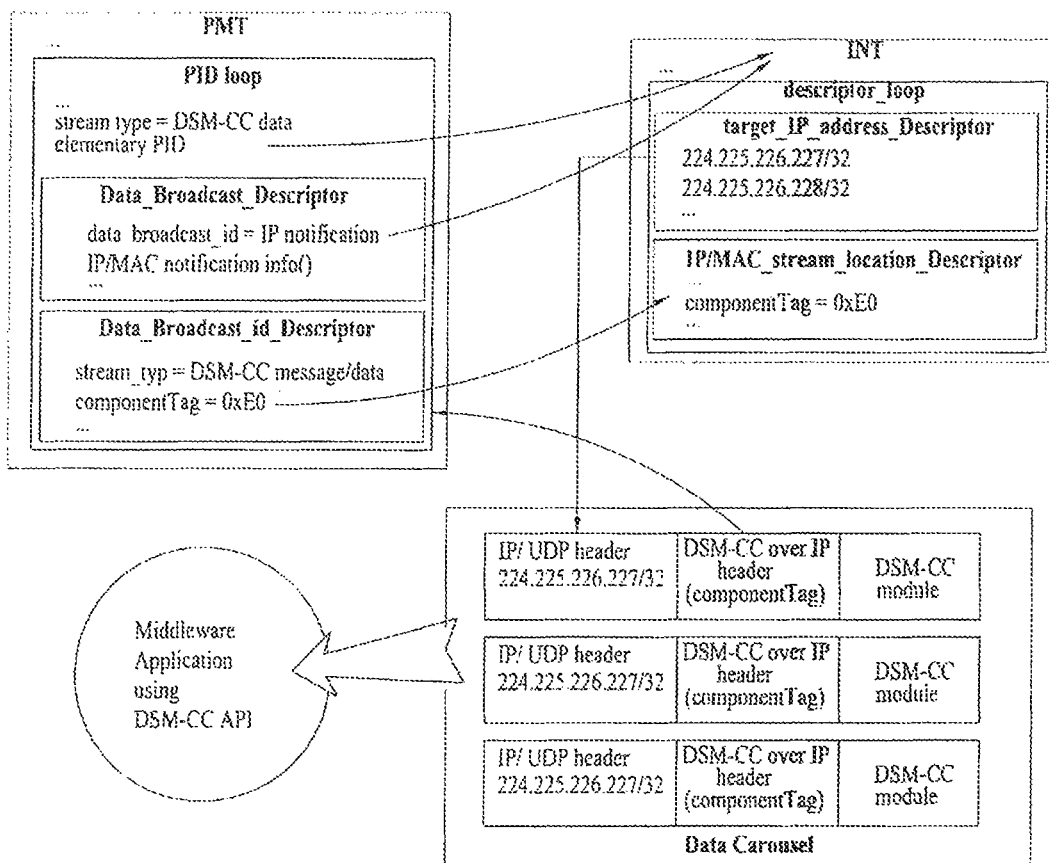 PMT
...
PID loop
...
stream type = DSM-CC data
elementary PID
Data_Broadcast_Descriptor
data_broadcast_id = IP notification
IP/MAC notification info()
...
Data_Broadcast_id_Descriptor
stream_typ = DSM-CC message/data
componentTag = 0xE0
...
INT
...
descriptor_loop
target_IP_address_Descriptor
224.225.226.227/32
224.225.226.228/32
...
IP/MAC_stream_location_Descriptor
...
componentTag = 0xE0
...
Middleware
Application
using
DSM-CC API
IP/ UDP header
224.225.226.227/32
DSM-CC over IP
header
(componentTag)
DSM-CC
module
IP/ UDP header
224.225.226.227/32
DSM-CC over IP
header
(componentTag)
DSM-CC
module
IP/ UDP header
224.225.226.227/32
DSM-CC over IP
header
(componentTag)
DSM-CC
module
Data Carousel